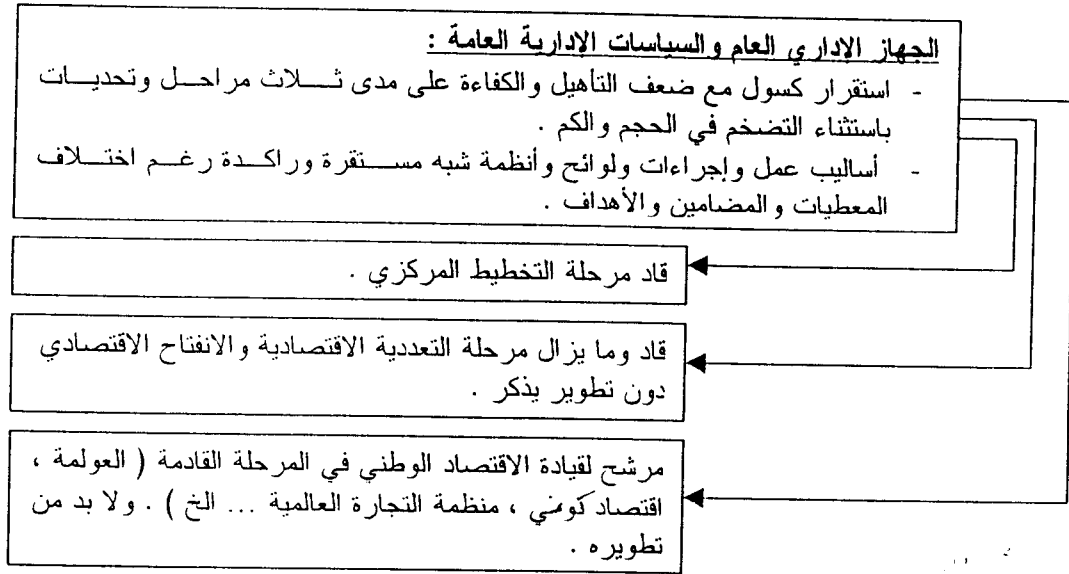 الجهاز الإداري العام والسياسات الإدارية العامة :
- استقرار كسول مع ضعف التأهيل والكفاءة على مدى ثلاث مراحل وتحديات
باستثناء التضخم في الحجم والكم .
- أساليب عمل وإجراءات ولوائح وأنظمة شبه مستقرة وراكدة رغم اختلاف
المعطيات والمضامين والأهداف .
قاد مرحلة التخطيط المركزي .
قاد وما يزال مرحلة التعددية الاقتصادية والانفتاح الاقتصادي
دون تطوير يذكر .
مرشح لقيادة الاقتصاد الوطني في المرحلة القادمة ( العولمة ،
اقتصاد كوني ، منظمة التجارة العالمية ... الخ ) . ولا بد من
تطويره .